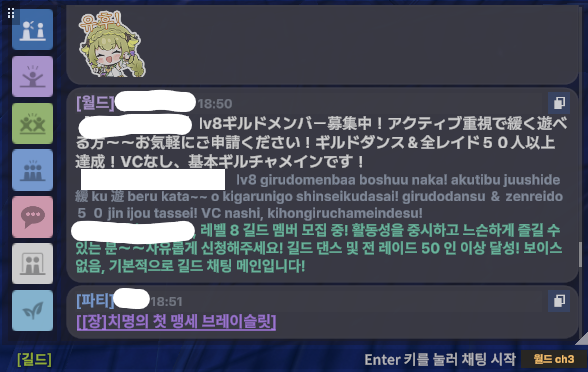 유후!
[월드] 18:50
lv8ギルドメンバー募集中！アクティブ重視で緩く遊べ
る方~~お気軽にご申請ください！ギルドダンス＆全レイド５０人以上
達成！VCなし、基本ギルチャメインです！
lv8 girudomenbaa boshuu naka! akutibu juushide
緩 ku 遊 beru kata~~ o kigarunigo shinseikudasai! girudodansu ＆ zenreido
５０ jin ijou tassei! VC nashi, kihongiruchameindesu!
레벨 8 길드 멤버 모집 중! 활동성을 중시하고 느슨하게 즐길 수
있는 분~~자유롭게 신청해주세요! 길드 댄스 및 전 레이드 50 인 이상 달성! 보이스
없음, 기본적으로 길드 채팅 메인입니다!
[파티] 18:51
[[장]치명의 첫 맹세 브레이슬릿]
[길드] Enter 키를 눌러 채팅 시작 월드 ch3